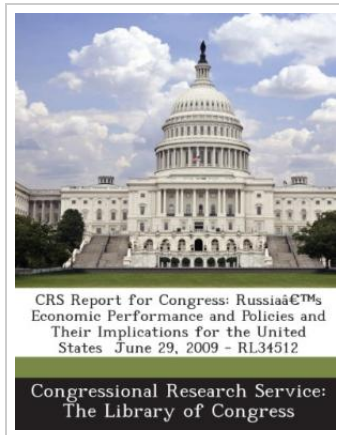 CRS Report for Congress: Russiaâ€™s
Economic Performance and Policies and
Their Implications for the United
States June 29, 2009 - RL34512
Congressional Research Service:
The Library of Congress